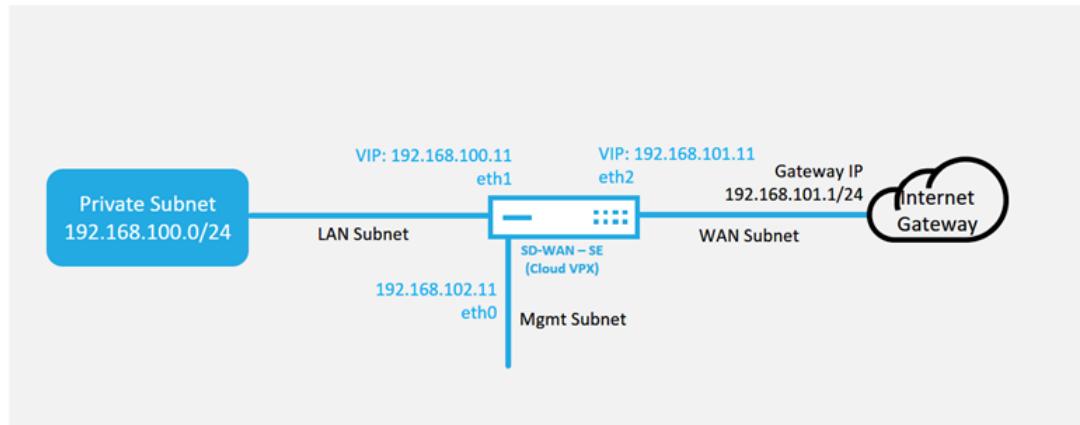 VIP: 192.168.100.11
eth1
VIP: 192.168.101.11
eth2
Gateway IP
192.168.101.1/24
Internet
Gateway
Private Subnet
192.168.100.0/24
LAN Subnet
WAN Subnet
SD-WAN – SE
(Cloud VPX)
192.168.102.11
eth0
Mgmt Subnet